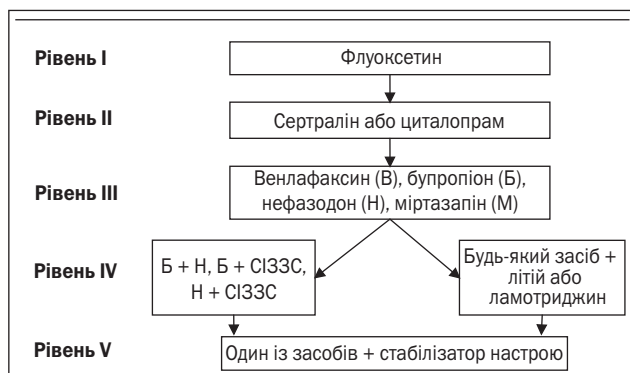 Рівень I
Флуоксетин
Рівень II
Сертралін або циталопрам
Рівень III
Венлафаксин (В), бупропіон (Б),
нефазодон (Н), міртазапін (М)
Рівень IV
Б + Н, Б + СІЗЗС,
Н + СІЗЗС
Будь-який засіб +
літій або
ламотриджин
Рівень V
Один із засобів + стабілізатор настрою